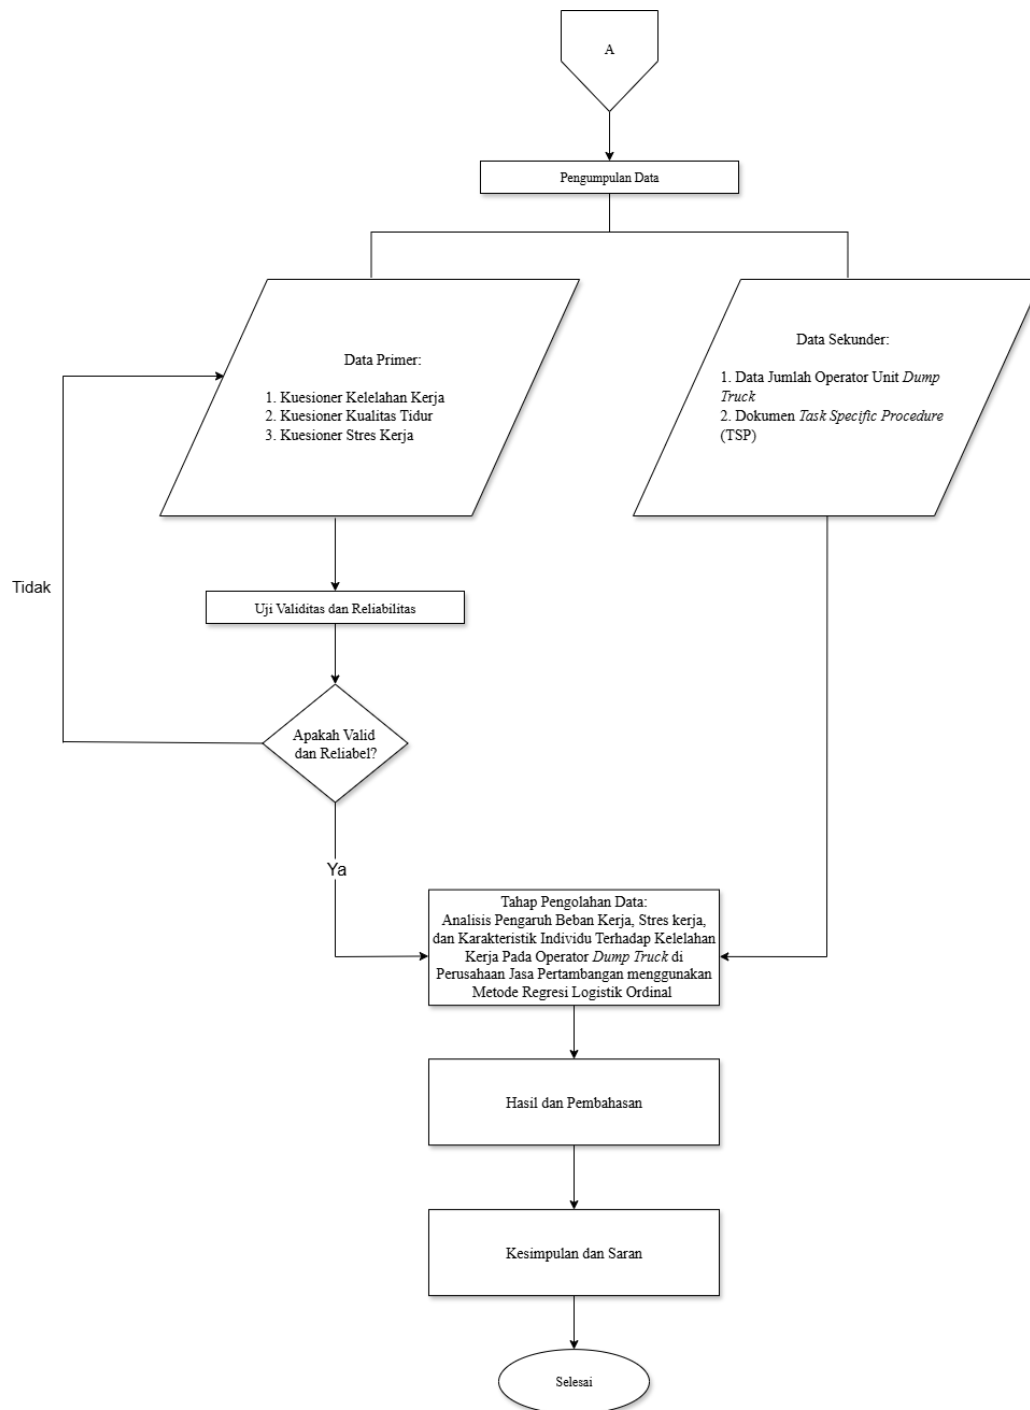 A
Pengumpulan Data
Data Primer:
1. Kuesioner Kelelahan Kerja
2. Kuesioner Kualitas Tidur
3. Kuesioner Stres Kerja
Data Sekunder:
1. Data Jumlah Operator Unit Dump
Truck
2. Dokumen Task Specific Procedure
(TSP)
Tidak
Uji Validitas dan Reliabilitas
Apakah Valid
dan Reliabel?
Ya
Tahap Pengolahan Data:
Analisis Pengaruh Beban Kerja, Stres kerja,
dan Karakteristik Individu Terhadap Kelelahan
Kerja Pada Operator Dump Truck di
Perusahaan Jasa Pertambangan menggunakan
Metode Regresi Logistik Ordinal
Hasil dan Pembahasan
Kesimpulan dan Saran
Selesai